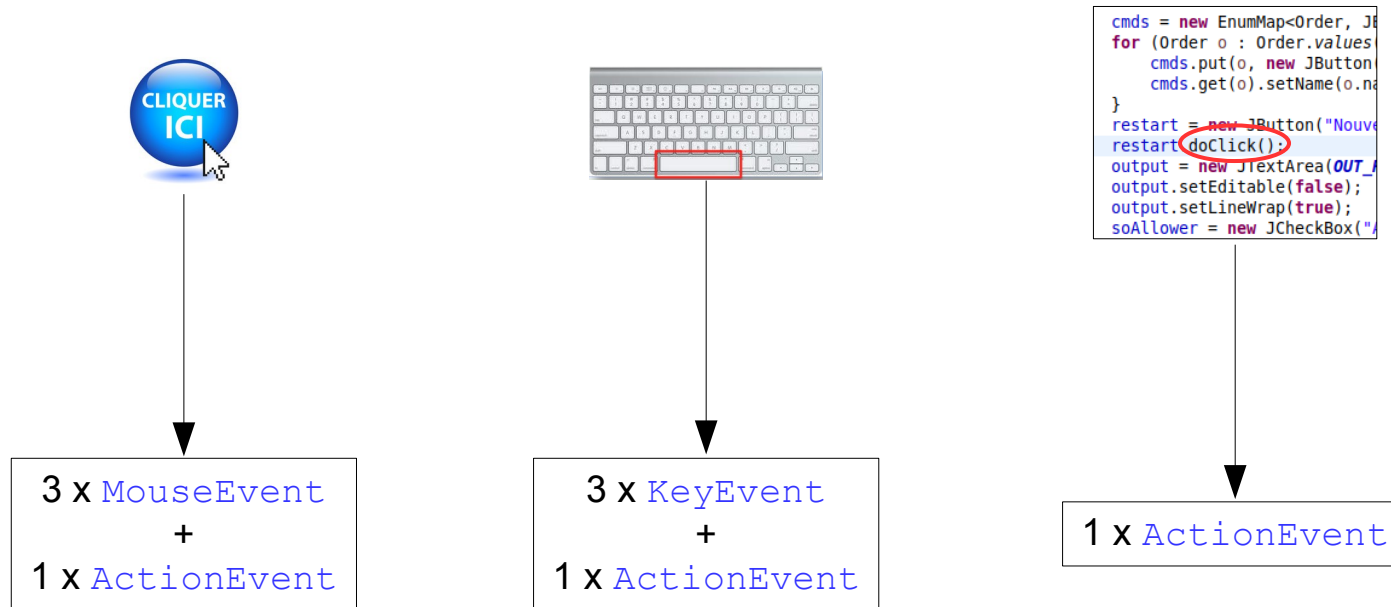 CLIQUER
ICI
cmds = new EnumMap<Order, JB
for (Order o : Order.values(
cmds.put(o, new JButton(
cmds.get(o).setName(o.na
}
restart = new JButton("Nouve
restart.doClick();
output = new JTextArea(OUT_
output.setEditable(false);
output.setLineWrap(true);
soAllower = new JCheckBox("A
3 x MouseEvent
+
1 x ActionEvent
3 x KeyEvent
+
1 x ActionEvent
1 x ActionEvent